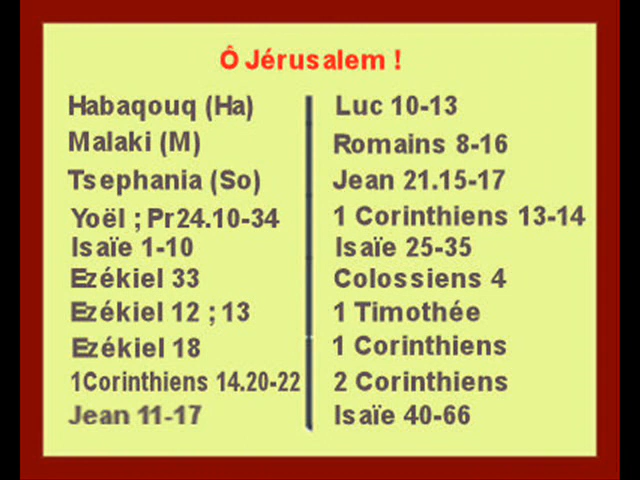 Ô Jérusalem !
Habaqouq (Ha)
Malaki (M)
Tsephania (So)
Yoël ; Pr24.10-34
Isaïe 1-10
Ezékiel 33
Ezékiel 12 ; 13
Ezékiel 18
1Corinthiens 14.20-22
Jean 11-17
Luc 10-13
Romains 8-16
Jean 21.15-17
1 Corinthiens 13-14
Isaïe 25-35
Colossiens 4
1 Timothée
1 Corinthiens
2 Corinthiens
Isaïe 40-66